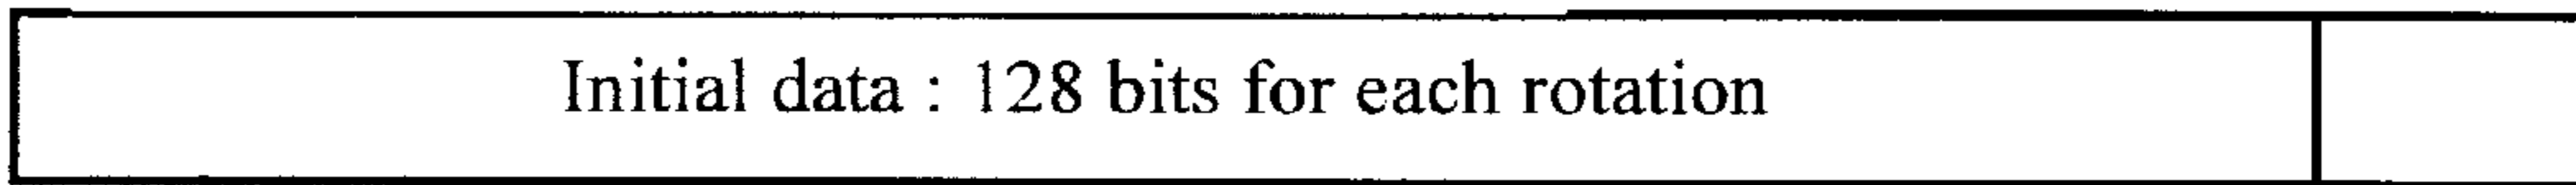 Initial data : 128 bits for each rotation